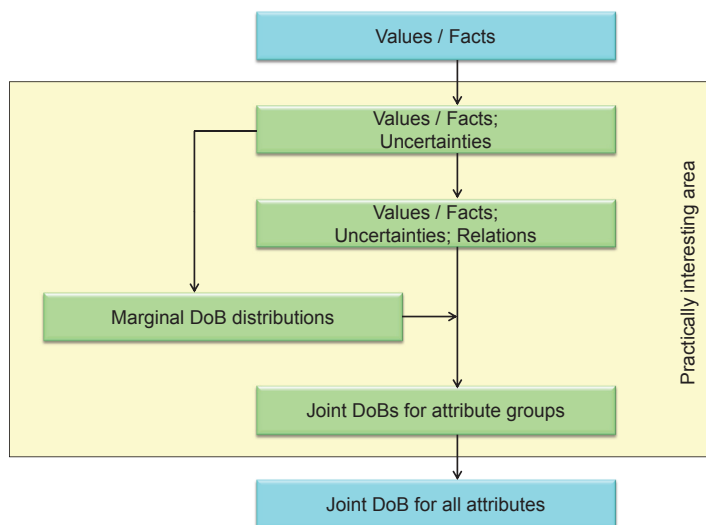 Values / Facts
Values / Facts;
Uncertainties
Values / Facts;
Uncertainties; Relations
Marginal DoB distributions
Joint DoBs for attribute groups
Joint DoB for all attributes
Practically interesting area